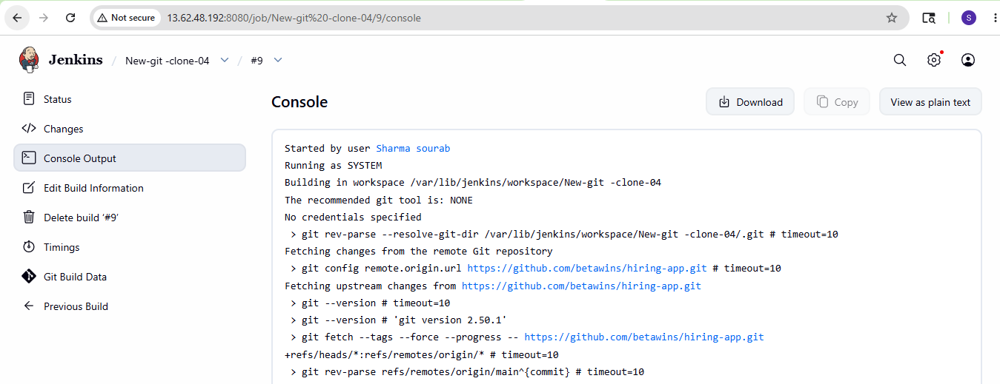 Not secure 13.62.48.192:8080/job/New-git%20-clone-04/9/console S
Jenkins / New-git -clone-04 / #9
Status
Changes
Console Output
Edit Build Information
Delete build ‘#9’
Timings
Git Build Data
Previous Build
Console
Download
Copy
View as plain text
Started by user Sharma sourab
Running as SYSTEM
Building in workspace /var/lib/jenkins/workspace/New-git -clone-04
The recommended git tool is: NONE
No credentials specified
> git rev-parse --resolve-git-dir /var/lib/jenkins/workspace/New-git -clone-04/.git # timeout=10
Fetching changes from the remote Git repository
> git config remote.origin.url https://github.com/betawins/hiring-app.git # timeout=10
Fetching upstream changes from https://github.com/betawins/hiring-app.git
> git --version # timeout=10
> git --version # 'git version 2.50.1'
> git fetch --tags --force --progress -- https://github.com/betawins/hiring-app.git
+refs/heads/*:refs/remotes/origin/* # timeout=10
> git rev-parse refs/remotes/origin/main^{commit} # timeout=10